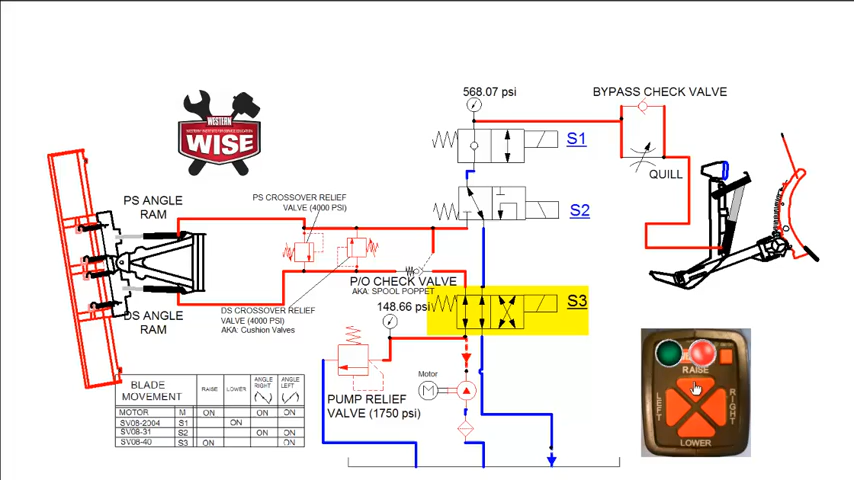 568.07 psi
BYPASS CHECK VALVE
S1
WESTERN
WISE
QUILL
PS ANGLE
RAM
PS CROSSOVER RELIEF
VALVE (4000 PSI)
S2
P/O CHECK VALVE
AKA: SPOOL POPPET
148.66 psi
S3
DS ANGLE
RAM
DS CROSSOVER RELIEF
VALVE (4000 PSI)
AKA: Cushion Valves
Motor
M
PUMP RELIEF
VALVE (1750 psi)
BLADE
MOVEMENT
RAISE
LOWER
ANGLE
RIGHT
ANGLE
LEFT
MOTOR M ON ON ON
SV08-2004 S1 ON
SV08-31 S2 ON ON
SV08-40 S3 ON ON
RAISE
LEFT
RIGHT
LOWER